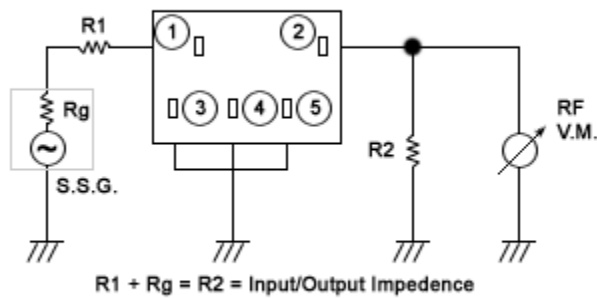 R1
1
2
Rg
3
4
5
S.S.G.
R2
RF
V.M.
R1 + Rg = R2 = Input/Output Impedence